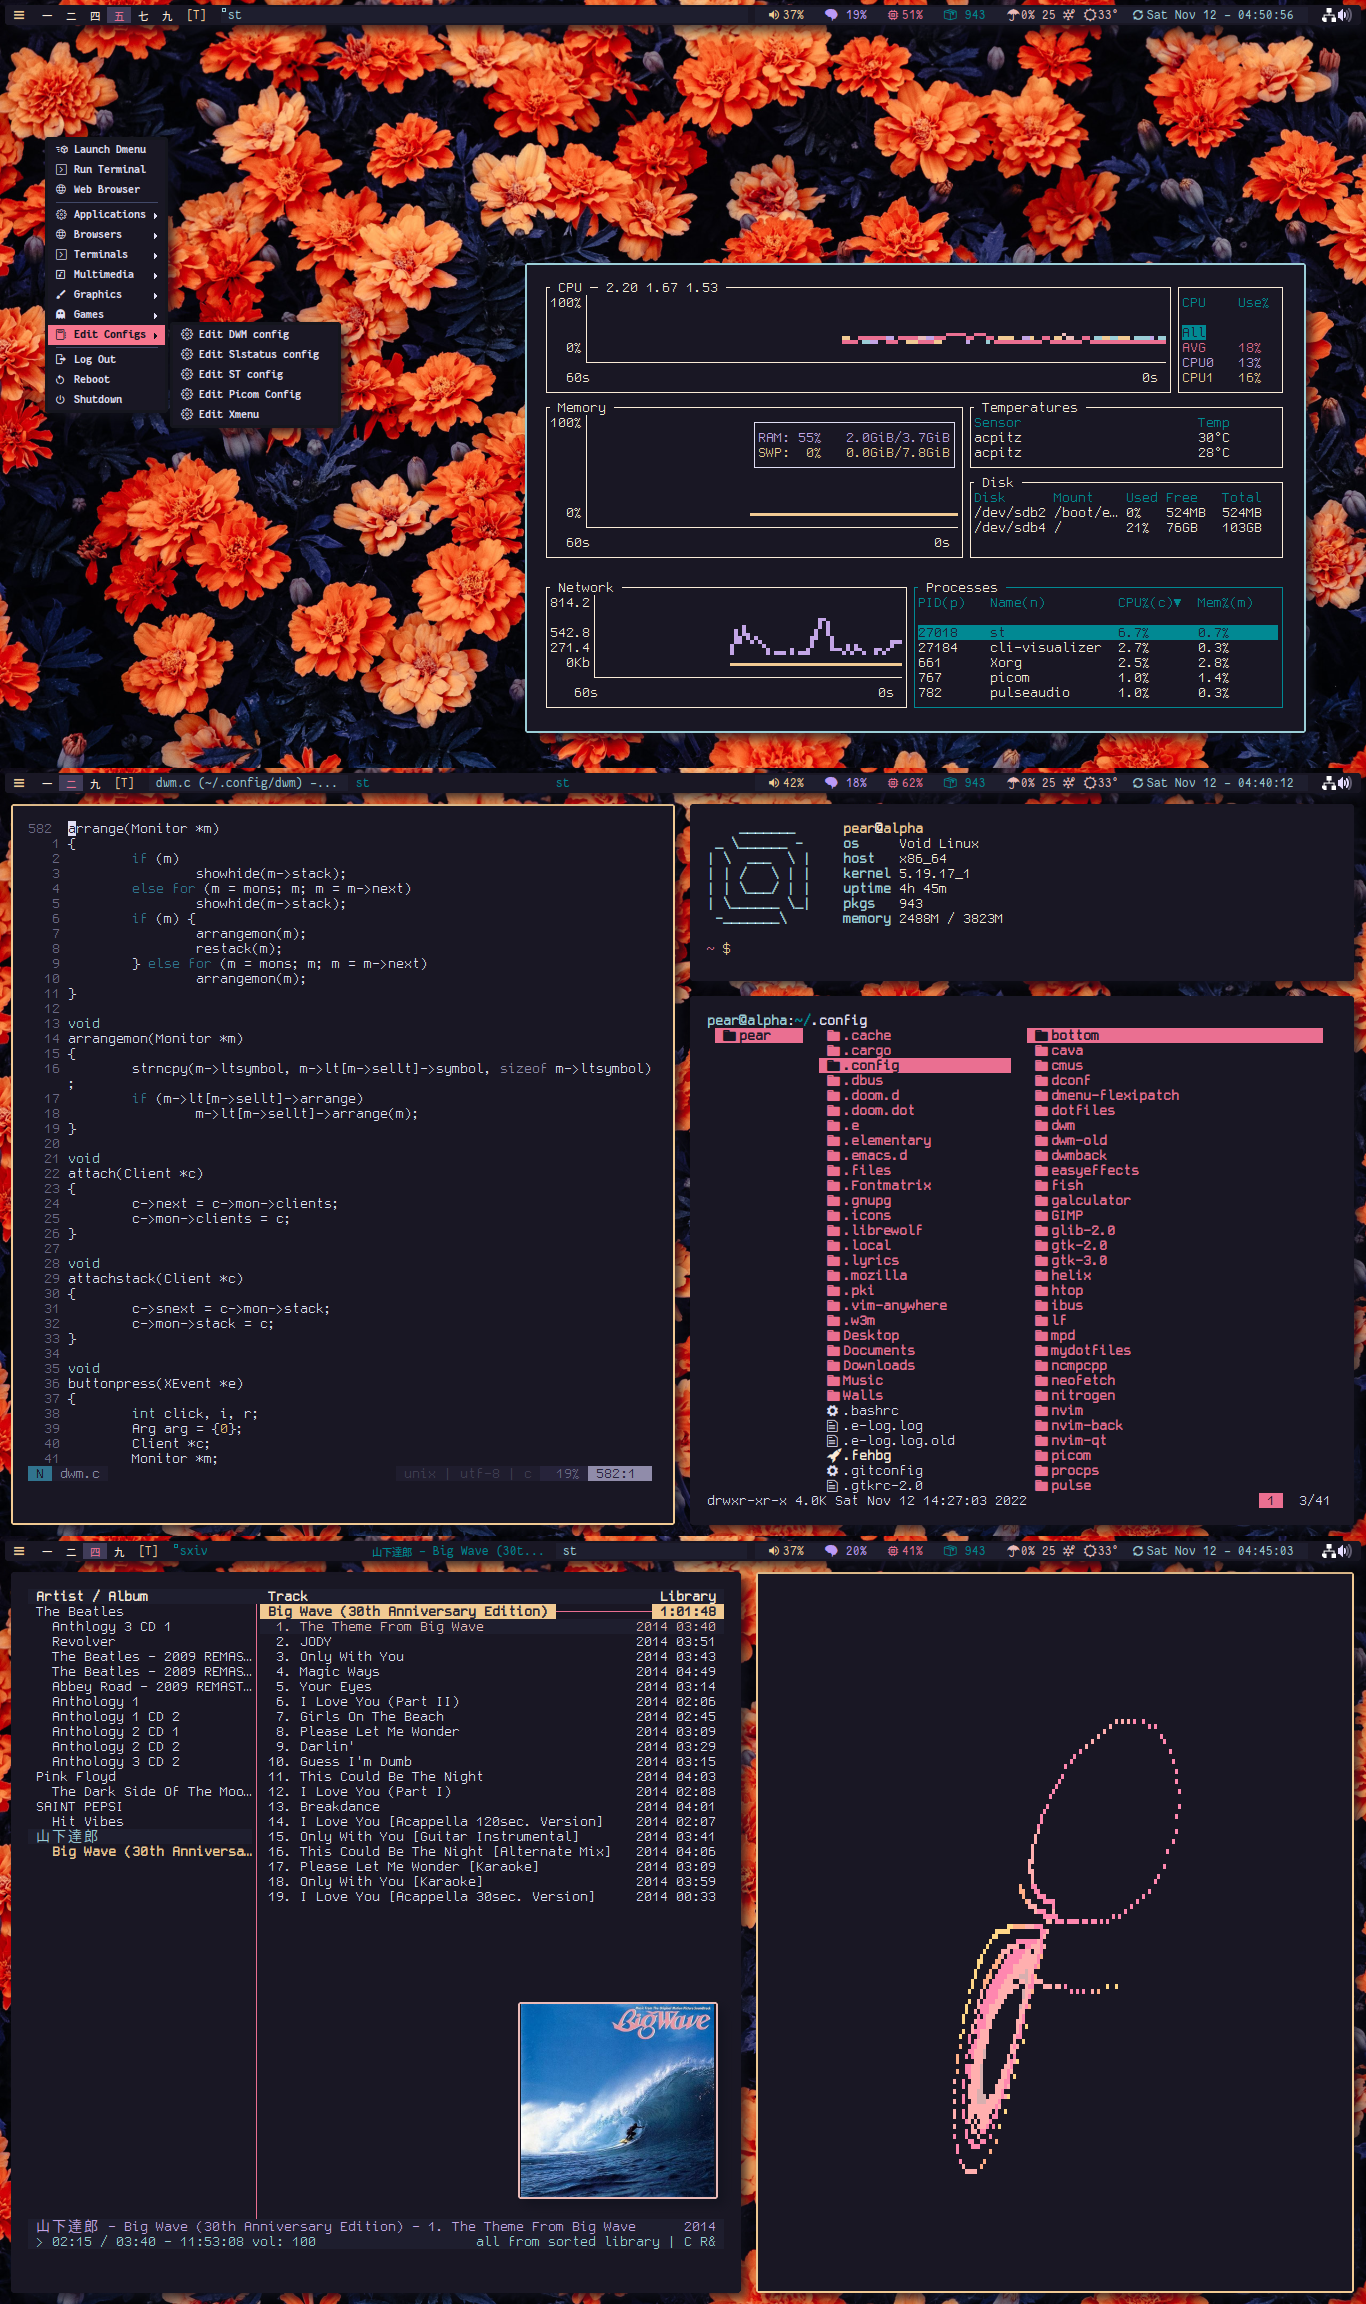 一 二 四 五 七 九 [T] st 37% 19% 51% 943 0% 25 33° Sat Nov 12 - 04:50:56
Launch Dmenu
Run Terminal
Web Browser
Applications
Browsers
Terminals
Multimedia
Graphics
Games
Edit Configs
Log Out
Reboot
Shutdown
Edit DWM config
Edit Slstatus config
Edit ST config
Edit Picom Config
Edit Xmenu
CPU — 2.20 1.67 1.53
100%
0%
60s 0s
CPU Use%
All
AVG 18%
CPU0 13%
CPU1 16%
Memory
100%
RAM: 55% 2.0GiB/3.7GiB
SWP: 0% 0.0GiB/7.8GiB
0%
60s 0s
Temperatures
Sensor Temp
acpitz 30°C
acpitz 28°C
Disk
Disk Mount Used Free Total
/dev/sdb2 /boot/e… 0% 524MB 524MB
/dev/sdb4 / 21% 76GB 103GB
Network
814.2
542.8
271.4
0Kb
60s 0s
Processes
PID(p) Name(n) CPU%(c)▼ Mem%(m)
27018 st 6.7% 0.7%
27184 cli-visualizer 2.7% 0.3%
661 Xorg 2.5% 2.8%
767 picom 1.0% 1.4%
782 pulseaudio 1.0% 0.3%
一 二 九 [T] dwm.c (~/.config/dwm) -... st st 42% 18% 62% 943 0% 25 33° Sat Nov 12 - 04:40:12
582 arrange(Monitor *m)
1 {
2 if (m)
3 showhide(m->stack);
4 else for (m = mons; m; m = m->next)
5 showhide(m->stack);
6 if (m) {
7 arrangemon(m);
8 restack(m);
9 } else for (m = mons; m; m = m->next)
10 arrangemon(m);
11 }
12
13 void
14 arrangemon(Monitor *m)
15 {
16 strncpy(m->ltsymbol, m->lt[m->sellt]->symbol, sizeof m->ltsymbol)
;
17 if (m->lt[m->sellt]->arrange)
18 m->lt[m->sellt]->arrange(m);
19 }
20
21 void
22 attach(Client *c)
23 {
24 c->next = c->mon->clients;
25 c->mon->clients = c;
26 }
27
28 void
29 attachstack(Client *c)
30 {
31 c->snext = c->mon->stack;
32 c->mon->stack = c;
33 }
34
35 void
36 buttonpress(XEvent *e)
37 {
38 int click, i, r;
39 Arg arg = {0};
40 Client *c;
41 Monitor *m;
N dwm.c unix | utf-8 | c 19% 582:1
pear@alpha
os Void Linux
host x86_64
kernel 5.19.17_1
uptime 4h 45m
pkgs 943
memory 2488M / 3823M
~ $
pear@alpha:~/.config
pear
.cache
.cargo
.config
.dbus
.doom.d
.doom.dot
.e
.elementary
.emacs.d
.files
.Fontmatrix
.gnupg
.icons
.librewolf
.local
.lyrics
.mozilla
.pki
.vim-anywhere
.w3m
Desktop
Documents
Downloads
Music
Walls
.bashrc
.e-log.log
.e-log.log.old
.fehbg
.gitconfig
.gtkrc-2.0
bottom
cava
cmus
dconf
dmenu-flexipatch
dotfiles
dwm
dwm-old
dwmback
easyeffects
fish
galculator
GIMP
glib-2.0
gtk-2.0
gtk-3.0
helix
htop
ibus
lf
mpd
mydotfiles
ncmpcpp
neofetch
nitrogen
nvim
nvim-back
nvim-qt
picom
procps
pulse
drwxr-xr-x 4.0K Sat Nov 12 14:27:03 2022 1 3/41
一 二 四 九 [T] sxiv 山下達郎 - Big Wave (30t... st 37% 20% 41% 943 0% 25 33° Sat Nov 12 - 04:45:03
Artist / Album
The Beatles
Anthlogy 3 CD 1
Revolver
The Beatles - 2009 REMAS…
The Beatles - 2009 REMAS…
Abbey Road - 2009 REMAST…
Anthology 1
Anthology 1 CD 2
Anthology 2 CD 1
Anthology 2 CD 2
Anthology 3 CD 2
Pink Floyd
The Dark Side Of The Moo…
SAINT PEPSI
Hit Vibes
山下達郎
Big Wave (30th Anniversa…
Track Library
Big Wave (30th Anniversary Edition) 1:01:48
1. The Theme From Big Wave 2014 03:40
2. JODY 2014 03:51
3. Only With You 2014 03:43
4. Magic Ways 2014 04:49
5. Your Eyes 2014 03:14
6. I Love You (Part II) 2014 02:06
7. Girls On The Beach 2014 02:45
8. Please Let Me Wonder 2014 03:09
9. Darlin' 2014 03:29
10. Guess I'm Dumb 2014 03:15
11. This Could Be The Night 2014 04:03
12. I Love You (Part I) 2014 02:08
13. Breakdance 2014 04:01
14. I Love You [Acappella 120sec. Version] 2014 02:07
15. Only With You [Guitar Instrumental] 2014 03:41
16. This Could Be The Night [Alternate Mix] 2014 04:06
17. Please Let Me Wonder [Karaoke] 2014 03:09
18. Only With You [Karaoke] 2014 03:59
19. I Love You [Acappella 30sec. Version] 2014 00:33
Big Wave
山下達郎 - Big Wave (30th Anniversary Edition) - 1. The Theme From Big Wave 2014
> 02:15 / 03:40 - 11:53:08 vol: 100 all from sorted library | C R&